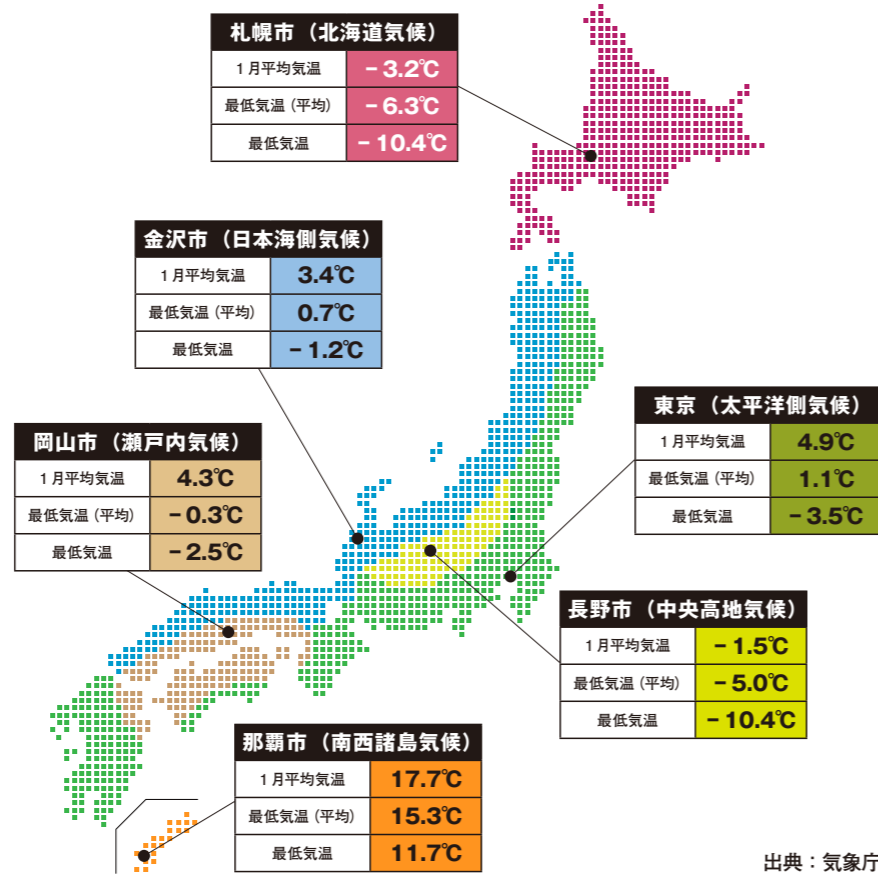 札幌市（北海道気候）
1月平均気温 －3.2℃
最低気温（平均） －6.3℃
最低気温 －10.4℃
金沢市（日本海側気候）
1月平均気温 3.4℃
最低気温（平均） 0.7℃
最低気温 －1.2℃
東京（太平洋側気候）
1月平均気温 4.9℃
最低気温（平均） 1.1℃
最低気温 －3.5℃
岡山市（瀬戸内気候）
1月平均気温 4.3℃
最低気温（平均） －0.3℃
最低気温 －2.5℃
長野市（中央高地気候）
1月平均気温 －1.5℃
最低気温（平均） －5.0℃
最低気温 －10.4℃
那覇市（南西諸島気候）
1月平均気温 17.7℃
最低気温（平均） 15.3℃
最低気温 11.7℃
出典：気象庁